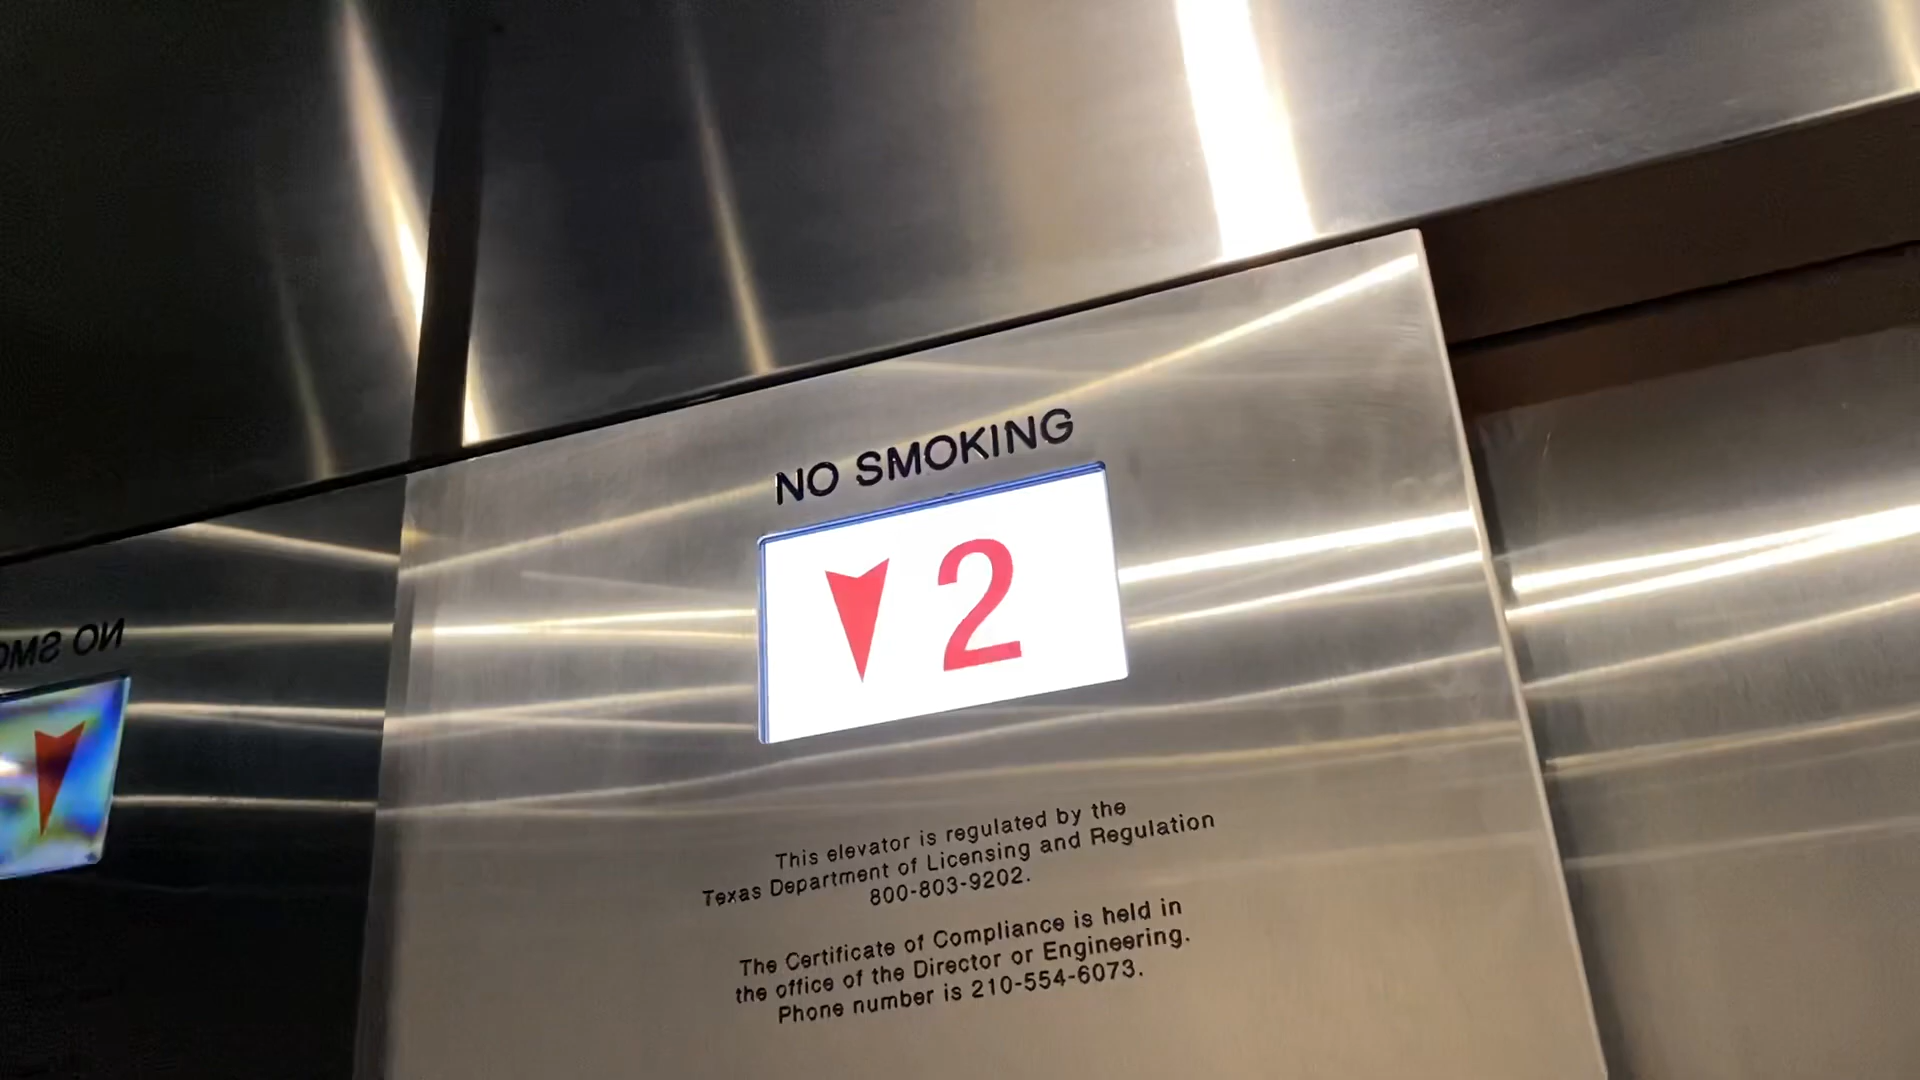 NO SMOKING
2
This elevator is regulated by the
Texas Department of Licensing and Regulation
800-803-9202.
The Certificate of Compliance is held in
the office of the Director or Engineering.
Phone number is 210-554-6073.
NO SMO